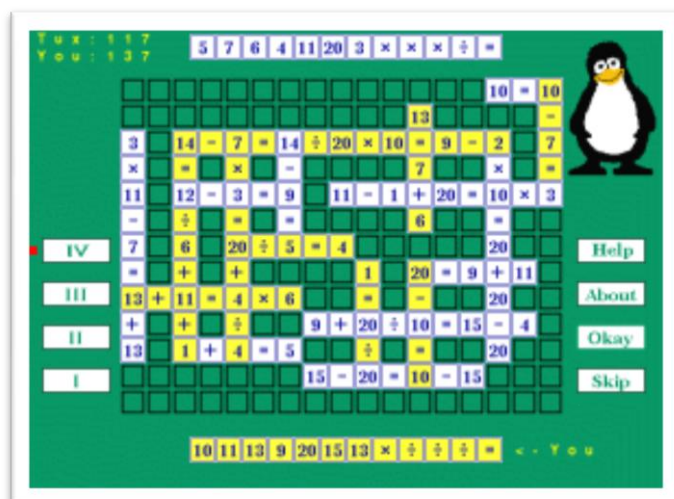 Tux:117
You:137
5 7 6 4 11 20 3 × × × ÷ =
10 = 10
13 -
3 14 - 7 = 14 ÷ 20 × 10 = 9 - 2 7
× = × - 7 × =
11 12 - 3 = 9 11 - 1 + 20 = 10 × 3
- ÷ = = 6 =
IV 7 6 20 ÷ 5 = 4 20 Help
= + + 1 20 = 9 + 11
III 13 + 11 = 4 × 6 = - 20 About
+ + ÷ 9 + 20 ÷ 10 = 15 - 4
II 13 1 + 4 = 5 ÷ = 20 Okay
I 15 - 20 = 10 - 15 Skip
10 11 13 9 20 15 13 × ÷ ÷ ÷ = <-You